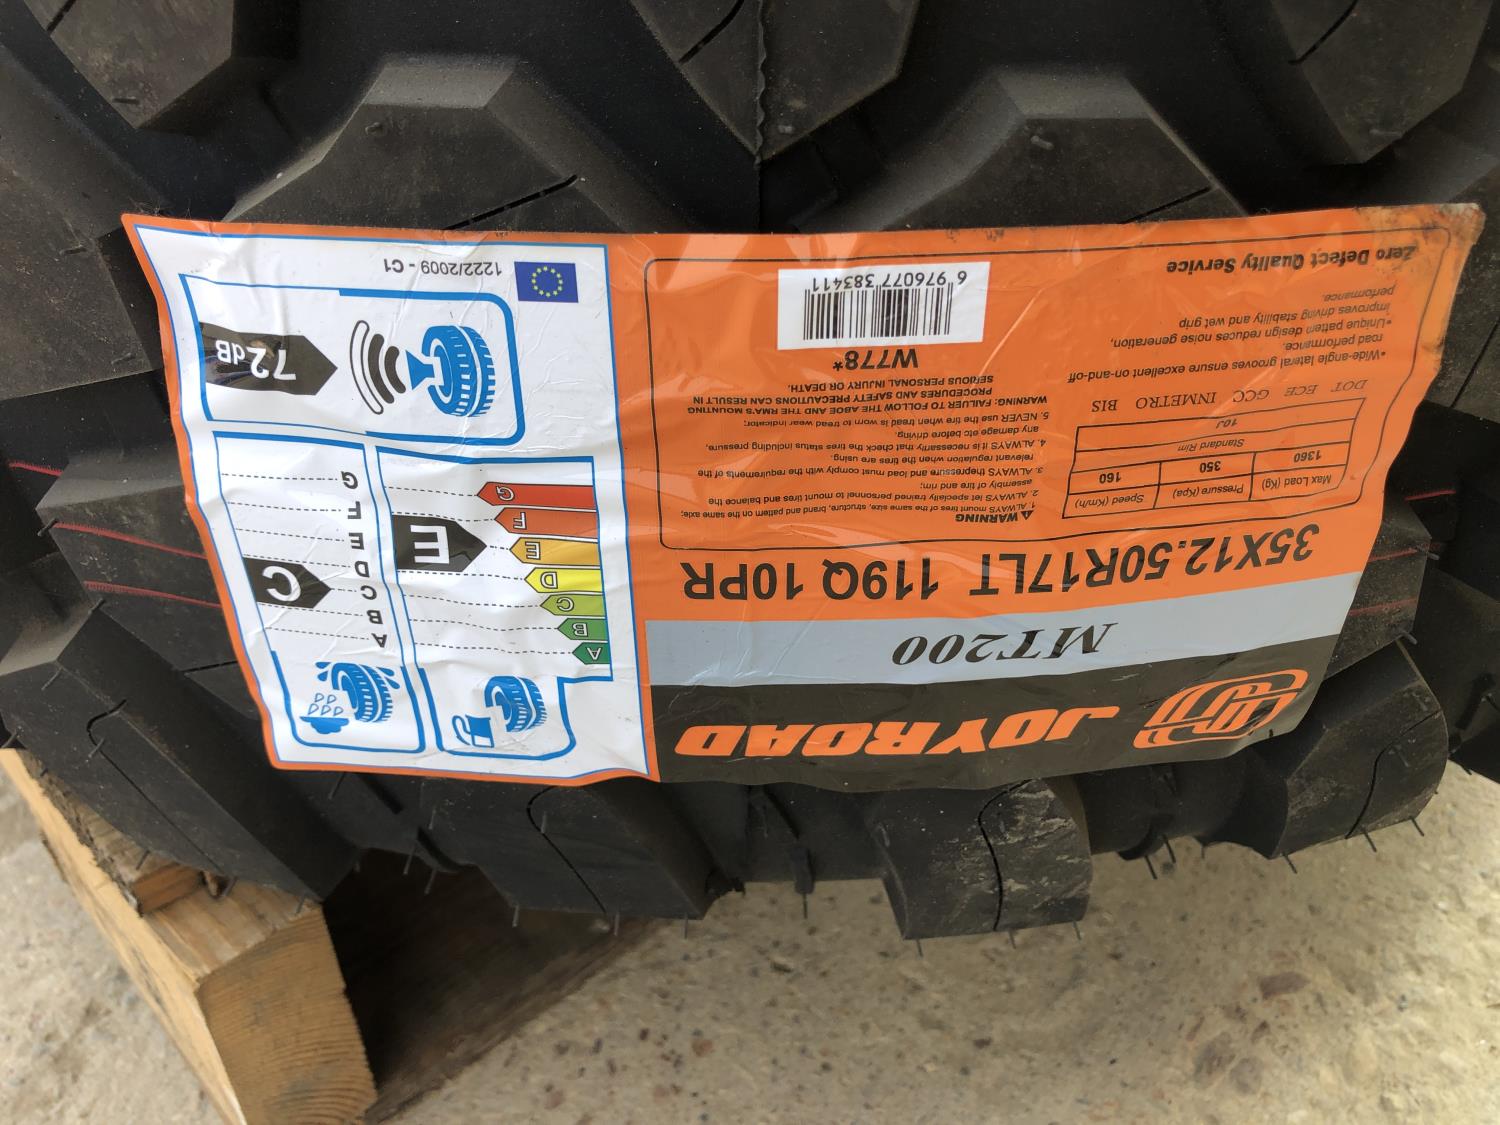 JOYROAD
MT200
35X12.50R17LT 119Q 10PR
Max Load (Kg) Pressure (Kpa) Speed (Km/h)
1360 350 160
Standard Rim
10J
DOT ECE GCC INMETRO BIS
•Wide-angle lateral grooves ensure excellent on-and-off
road performance.
•Unique pattern design reduces noise generation,
improves driving stability and wet grip
performance.
Zero Defect Quality Service
WARNING
1. ALWAYS mount tires of the same size, structure, brand and pattern on the same axle;
2. ALWAYS let specialy trained personnel to mount tires and the balance
assembly of tire and rim;
3. ALWAYS pressure and load must comply with the requirements of the
relevant regulation when the tires are using.
4. ALWAYS it is necessarily that check the tires status including pressure,
any damage etc before driving.
5. NEVER use the tire when tread is worn to tread wear indicator;
WARNING: FAILUER TO FOLLOW THE ABOE AND THE RMA'S MOUNTING
PROCEDURES AND SAFETY PRECAUTIONS CAN RESULT IN
SERIOUS PERSONAL INJURY OR DEATH.
W778*
6 976077 383411
A
B
C
D
E
F
G
E
A
B
C
D
E
F
G
C
72dB
1222/2009 - C1